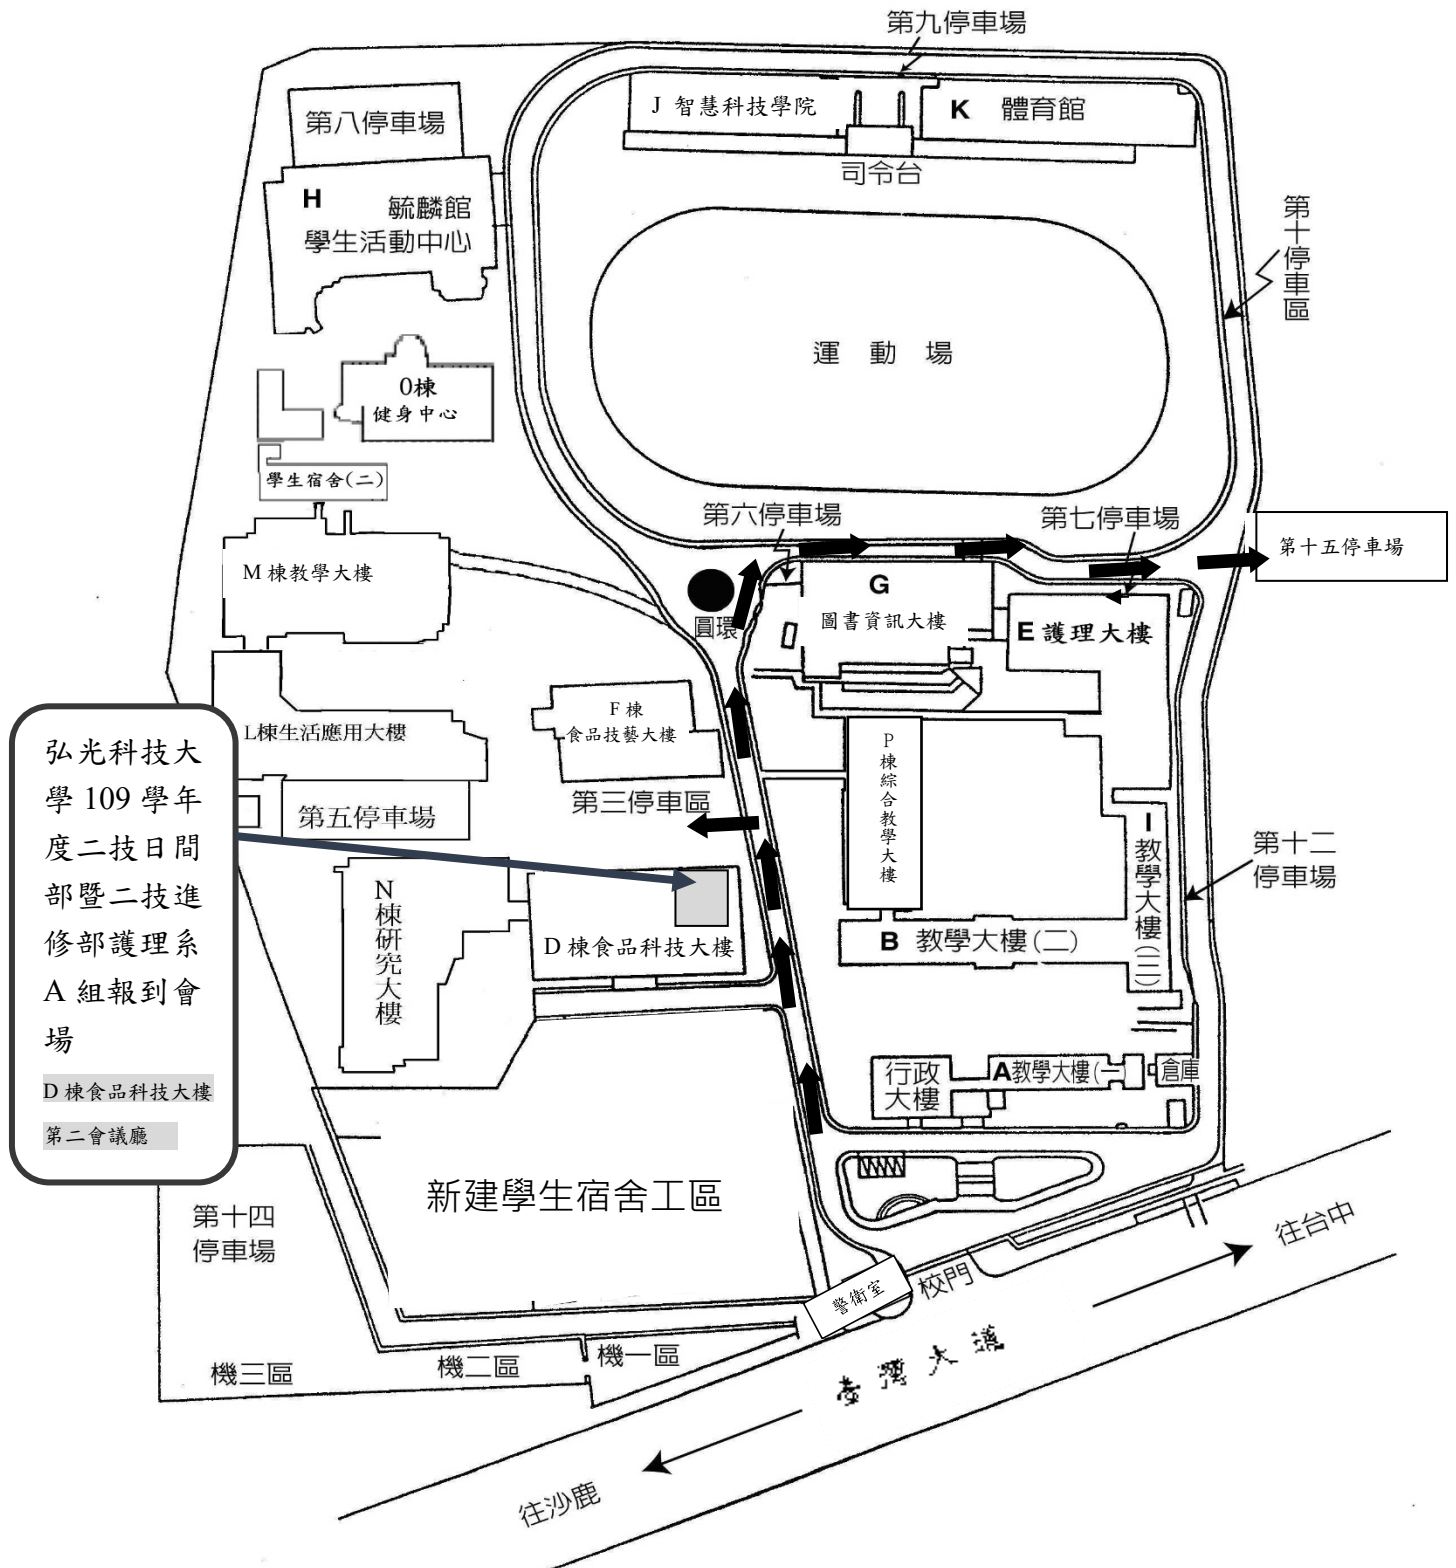 第九停車場
J 智慧科技學院
K 體育館
第八停車場
司令台
H 毓麟館
學生活動中心
第十停車區
運動場
O棟
健身中心
學生宿舍(二)
第六停車場
第七停車場
第十五停車場
M 棟教學大樓
G
圖書資訊大樓
圓環
E 護理大樓
F 棟
食品技藝大樓
L棟生活應用大樓
P棟綜合教學大樓
弘光科技大
學 109 學年
度二技日間
部暨二技進
修部護理系
A 組報到會
場
D 棟食品科技大樓
第二會議廳
第三停車區
第五停車場
I 教學大樓(三)
第十二
停車場
N棟研究大樓
D 棟食品科技大樓
B 教學大樓(二)
行政
大樓
A教學大樓(一)
倉庫
新建學生宿舍工區
第十四
停車場
往台中
校門
警衛室
機一區
機二區
機三區
臺灣大道
往沙鹿